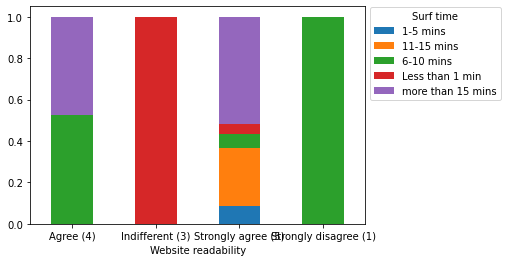 Surf time
1-5 mins
11-15 mins
6-10 mins
Less than 1 min
more than 15 mins
1.0
0.8
0.6
0.4
0.2
0.0
Agree (4) Indifferent (3) Strongly agree (5) Strongly disagree (1)
Website readability